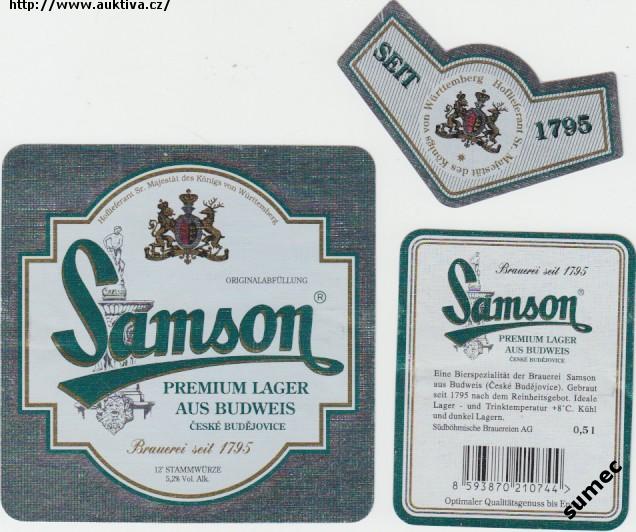 http://www.auktiva.cz/
SEIT 1795
Hoflieferant Sr. Majestät des Königs von Württemberg
Hoflieferant Sr. Majestät des Königs von Württemberg
ORIGINALABFÜLLUNG
Samson ®
PREMIUM LAGER
AUS BUDWEIS
ČESKÉ BUDĚJOVICE
Brauerei seit 1795
12° STAMMWÜRZE
5,2% Vol. Alk.
Brauerei seit 1795
Samson ®
PREMIUM LAGER
AUS BUDWEIS
ČESKÉ BUDĚJOVICE
Eine Bierspezialität der Brauerei Samson
aus Budweis (České Budějovice). Gebraut
seit 1795 nach dem Reinheitsgebot. Ideale
Lager - und Trinktemperatur +8°C. Kühl
und dunkel Lagern.
Südböhmische Brauereien AG 0,5 l
8 593870 210744 >
Optimaler Qualitätsgenuss bis
sumec